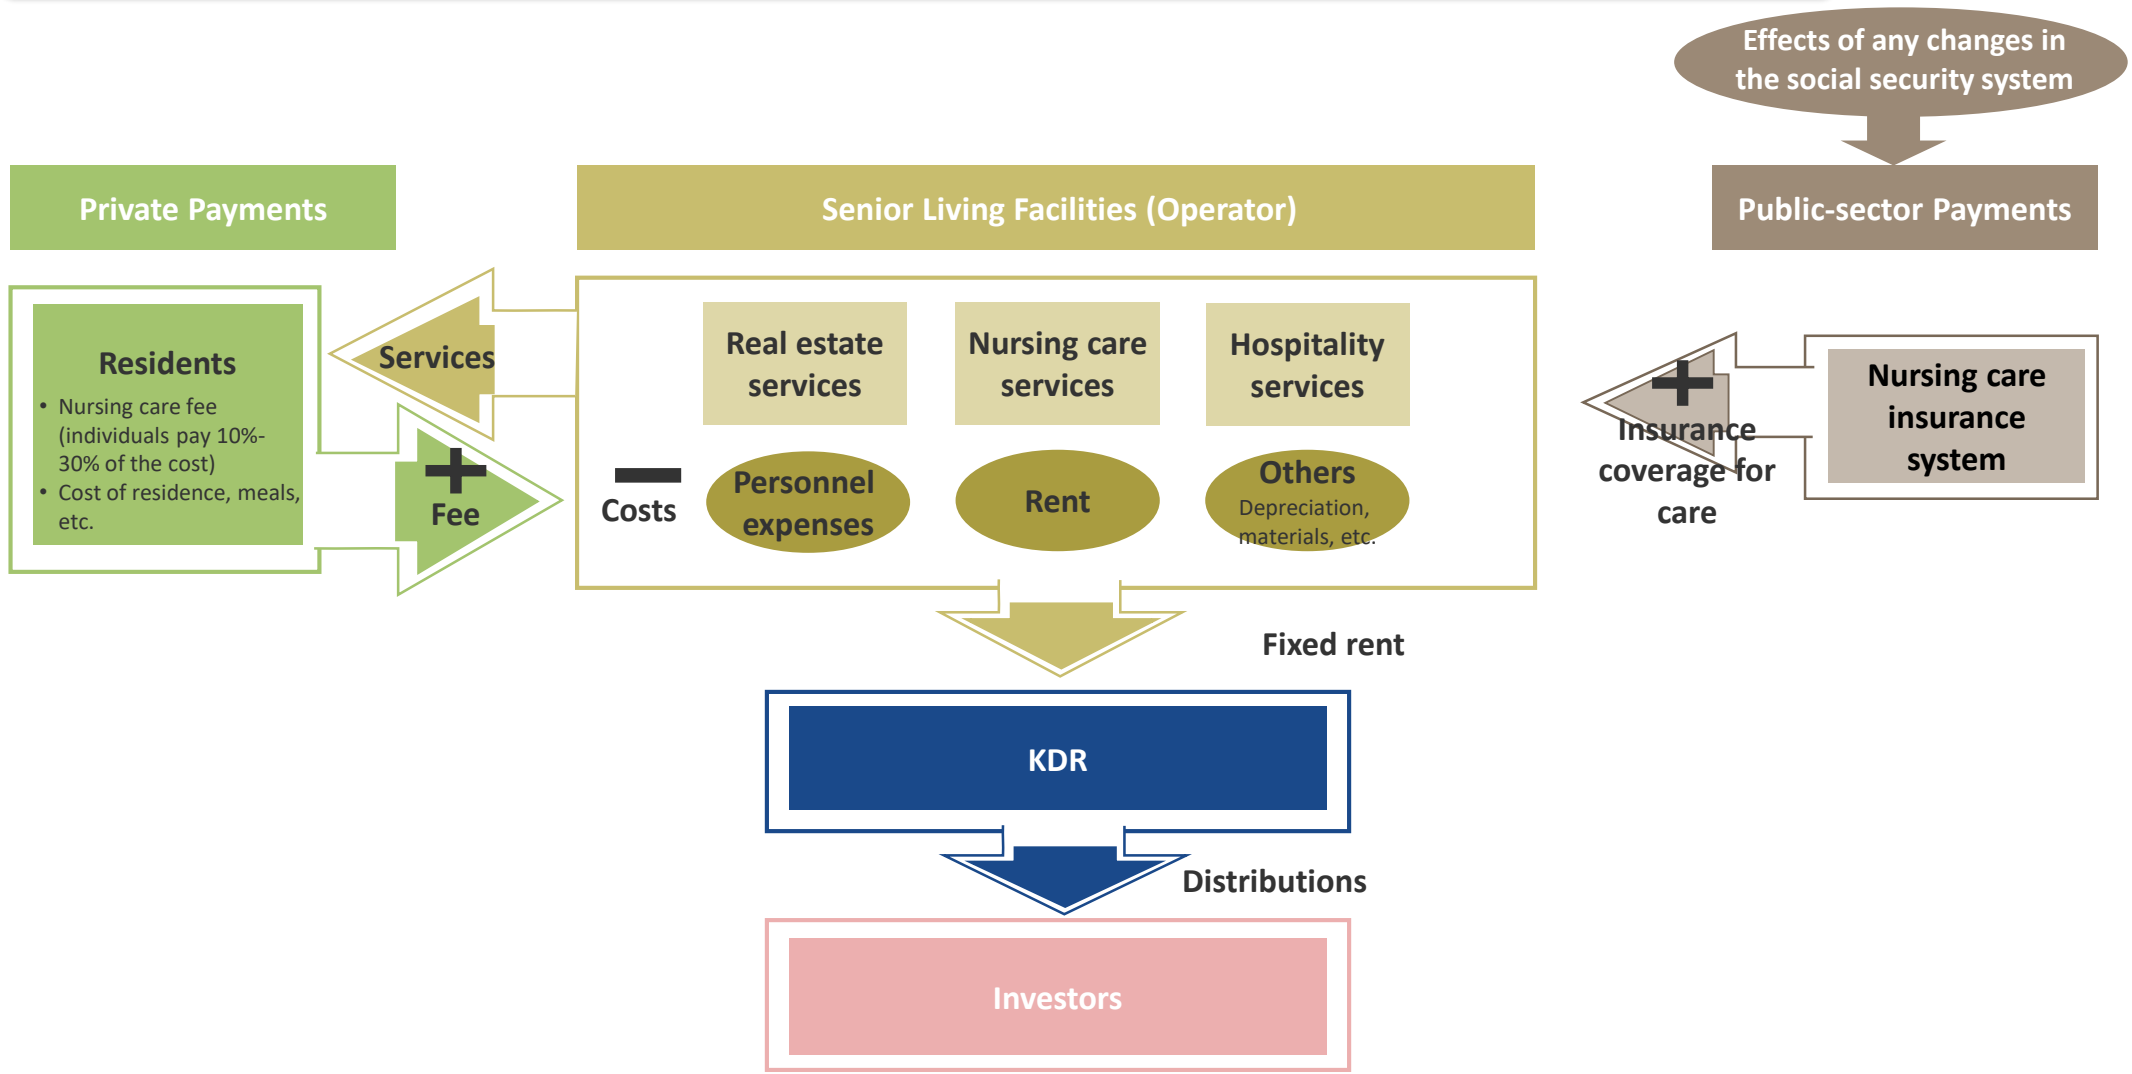 Effects of any changes in
the social security system
Private Payments
Senior Living Facilities (Operator)
Public-sector Payments
Residents
• Nursing care fee
(individuals pay 10%-
30% of the cost)
• Cost of residence, meals,
etc.
Services
Fee
Real estate
services
Nursing care
services
Hospitality
services
Costs
Personnel
expenses
Rent
Others
Depreciation,
materials, etc.
Insurance
coverage for
care
Nursing care
insurance
system
Fixed rent
KDR
Distributions
Investors